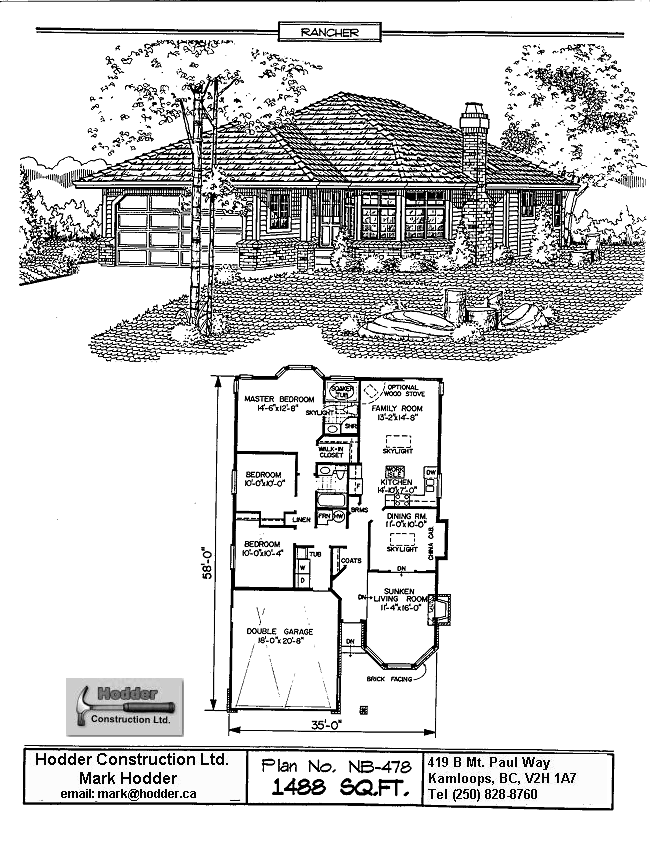 RANCHER
MASTER BEDROOM
14'-6"x12'-8"
SOAKER
TUB
SKYLIGHT
SHR
OPTIONAL
WOOD STOVE
FAMILY ROOM
13'-2"x14'-8"
SKYLIGHT
WALK-IN
CLOSET
BEDROOM
10'-0"x10'-0"
WORK
ISLE
DW
KITCHEN
14'-10"x7'-0"
F
BRMS
LINEN
FRN
HW
DINING RM.
11'-0"x10'-0"
SKYLIGHT
CHINA CAB.
BEDROOM
10'-0"x10'-4"
TUB
W
D
COATS
DN
SUNKEN
LIVING ROOM
11'-4"x16'-0"
DN
58'-0"
DOUBLE GARAGE
18'-0"x20'-8"
DN
BRICK FACING
35'-0"
Hodder
Construction Ltd.
Hodder Construction Ltd.
Mark Hodder
email: mark@hodder.ca
Plan No. NB-478
1488 SQ.FT.
419 B Mt. Paul Way
Kamloops, BC, V2H 1A7
Tel (250) 828-8760